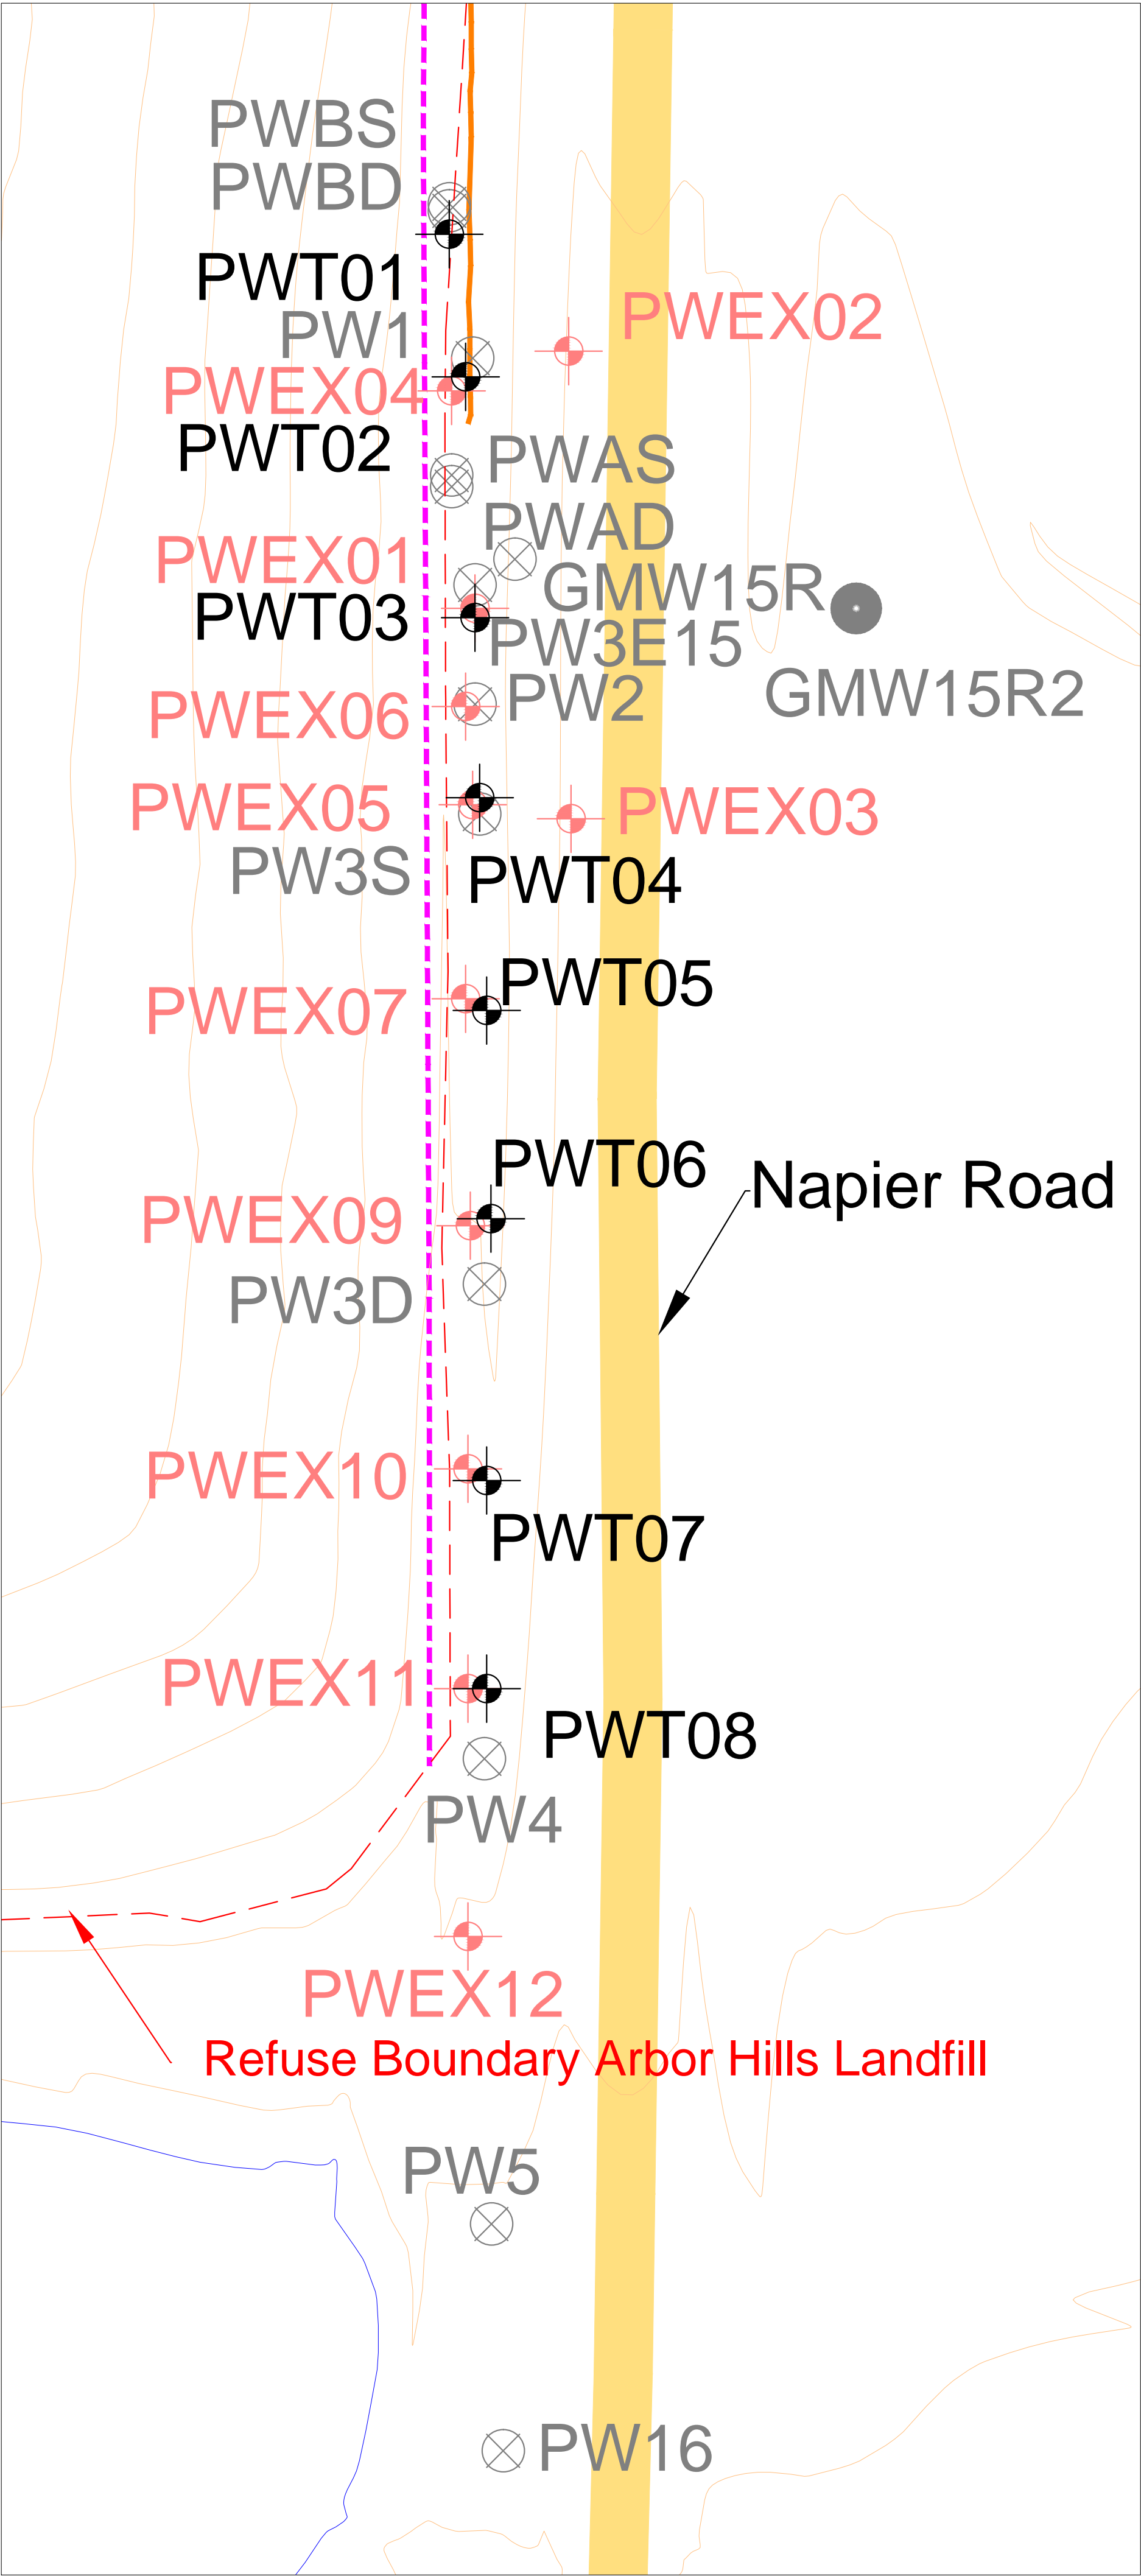 PWBS
PWBD
PWT01
PWEX02
PW1
PWEX04
PWT02
PWAS
PWAD
PWEX01
GMW15R
PWT03
PW3E15
GMW15R2
PW2
PWEX06
PWEX05
PWEX03
PW3S
PWT04
PWT05
PWEX07
PWT06
Napier Road
PWEX09
PW3D
PWEX10
PWT07
PWEX11
PWT08
PW4
PWEX12
Refuse Boundary Arbor Hills Landfill
PW5
PW16